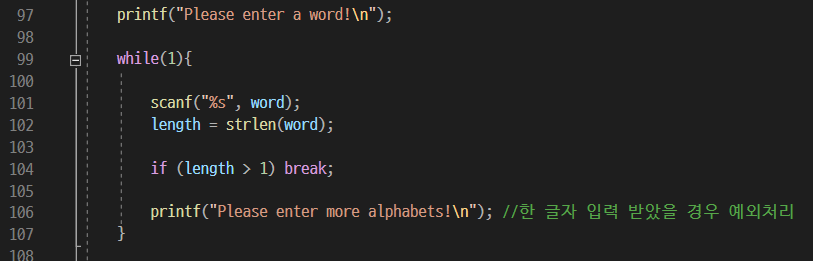 97 printf("Please enter a word!\n");
98
99 while(1){
100
101 scanf("%s", word);
102 length = strlen(word);
103
104 if (length > 1) break;
105
106 printf("Please enter more alphabets!\n"); //한 글자 입력 받았을 경우 예외처리
107 }
108